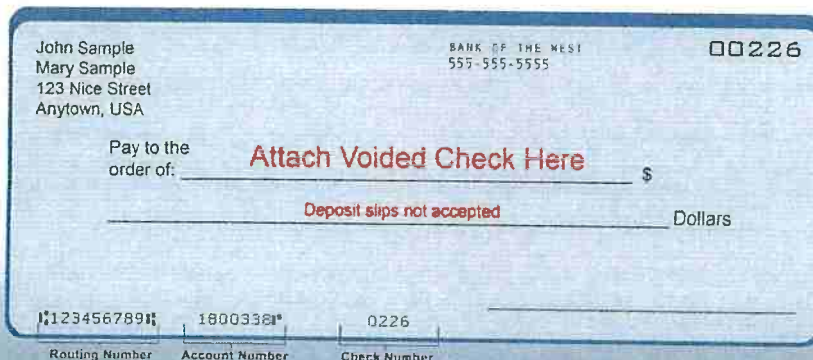 John Sample
Mary Sample
123 Nice Street
Anytown, USA
BANK OF THE WEST
555-555-5555
00226
Pay to the
order of: Attach Voided Check Here $
Deposit slips not accepted Dollars
⑆123456789⑆ 1800338⑈ 0226
Routing Number Account Number Check Number